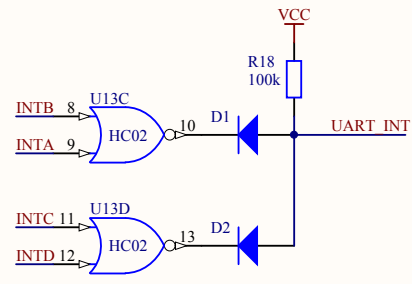 VCC
R18
100k
U13C
INTB 8
HC02
10
D1
UART_INT
INTA 9
U13D
INTC 11
HC02
13
D2
INTD 12